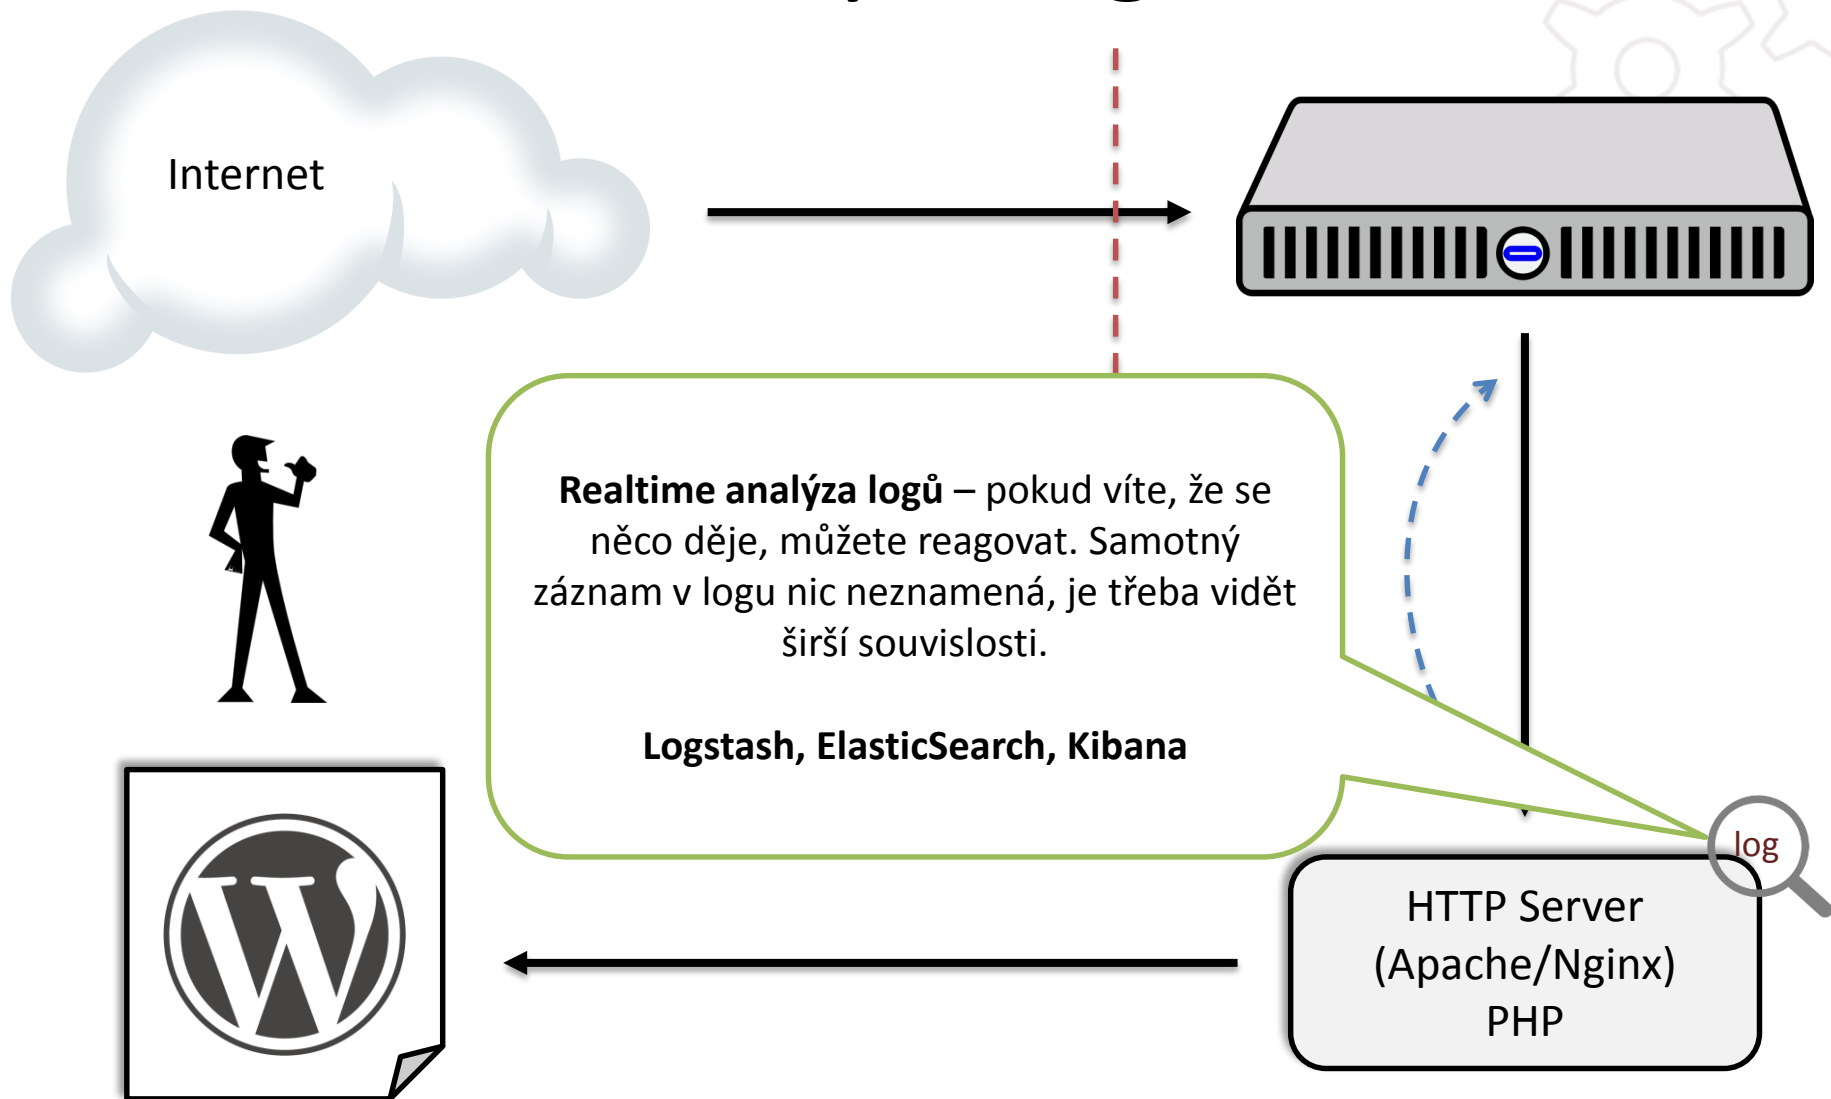 Internet
Realtime analýza logů – pokud víte, že se
něco děje, můžete reagovat. Samotný
záznam v logu nic neznamená, je třeba vidět
širší souvislosti.
Logstash, ElasticSearch, Kibana
log
HTTP Server
(Apache/Nginx)
PHP